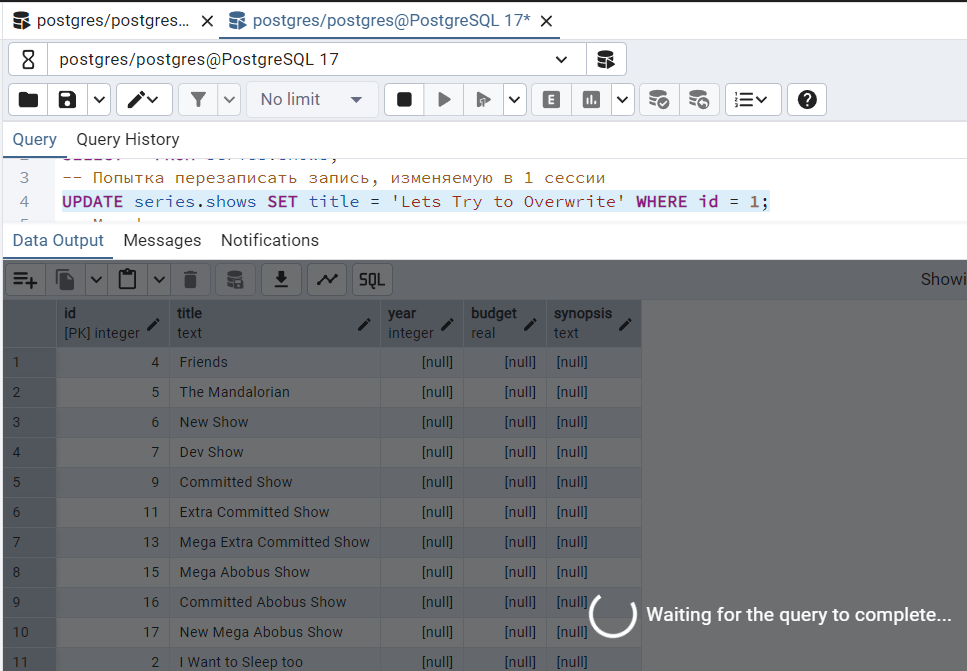 postgres/postgres... postgres/postgres@PostgreSQL 17*
postgres/postgres@PostgreSQL 17
No limit E
Query Query History
3 -- Попытка перезаписать запись, изменяемую в 1 сессии
4 UPDATE series.shows SET title = 'Lets Try to Overwrite' WHERE id = 1;
Data Output Messages Notifications
SQL Showi
id title year budget synopsis
[PK] integer text integer real text
1 4 Friends [null] [null] [null]
2 5 The Mandalorian [null] [null] [null]
3 6 New Show [null] [null] [null]
4 7 Dev Show [null] [null] [null]
5 9 Committed Show [null] [null] [null]
6 11 Extra Committed Show [null] [null] [null]
7 13 Mega Extra Committed Show [null] [null] [null]
8 15 Mega Abobus Show [null] [null] [null]
9 16 Committed Abobus Show [null] [null] [null]
Waiting for the query to complete...
10 17 New Mega Abobus Show [null] [null] [null]
11 2 I Want to Sleep too [null] [null] [null]